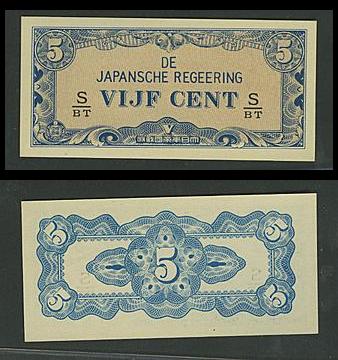 5 5
DE
JAPANSCHE REGEERING
S VIJF CENT S
BT BT
V
5 5
5
5 5